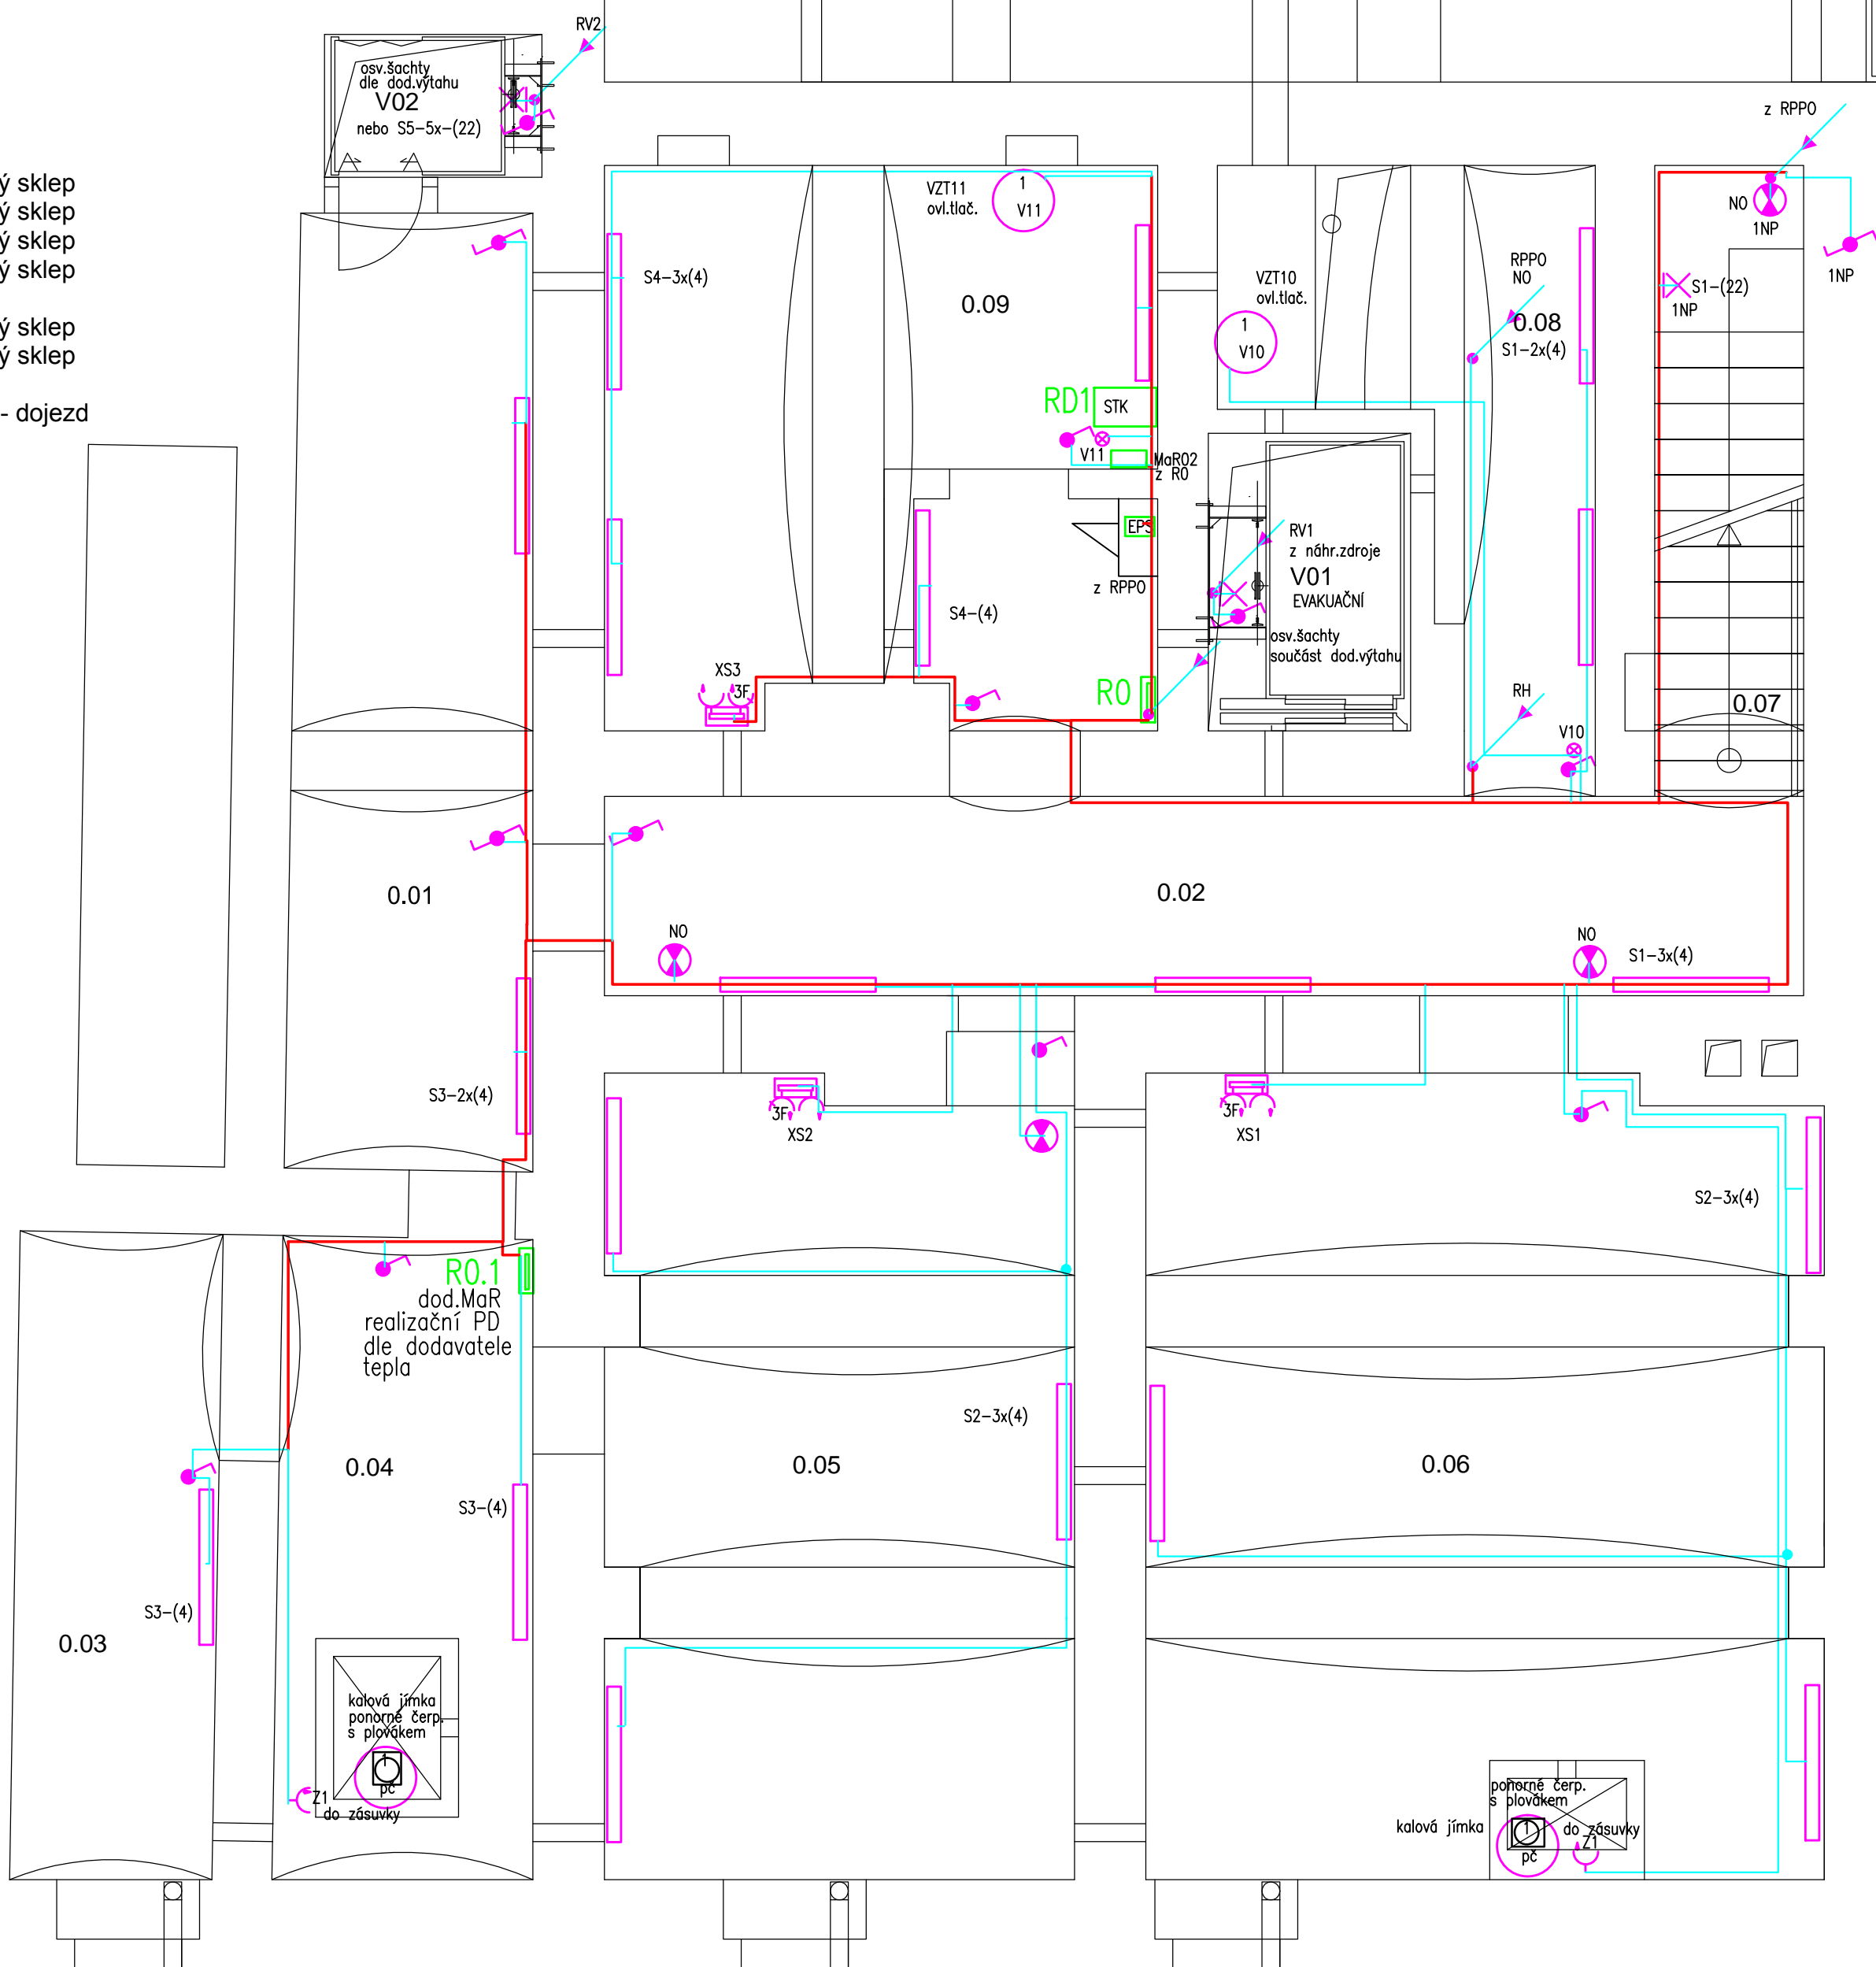 ý sklep
ý sklep
ý sklep
ý sklep
ý sklep
ý sklep
- dojezd
RV2
osv.šachty
dle dod.výtahu
V02
nebo S5-5x-(22)
z RPPO
NO
1NP
1NP
S1-(22)
1NP
VZT11
ovl.tlač.
1
V11
S4-3x(4)
0.09
VZT10
ovl.tlač.
1
V10
RPPO
NO
0.08
S1-2x(4)
RD1
STK
V11
MaR02
z R0
EPS
z RPPO
S4-(4)
RV1
z náhr.zdroje
V01
EVAKUAČNÍ
osv.šachty
součást dod.výtahu
XS3
3F
R0
RH
V10
0.07
0.01
0.02
NO
NO
S1-3x(4)
S3-2x(4)
3F
XS2
3F
XS1
S2-3x(4)
R0.1
dod.MaR
realizační PD
dle dodavatele
tepla
S2-3x(4)
0.04
0.05
0.06
S3-(4)
S3-(4)
0.03
kalová jímka
ponorné čerp.
s plovákem
1
pč
Z1
do zásuvky
ponorné čerp.
s plovákem
kalová jímka
1
pč
do zásuvky
Z1